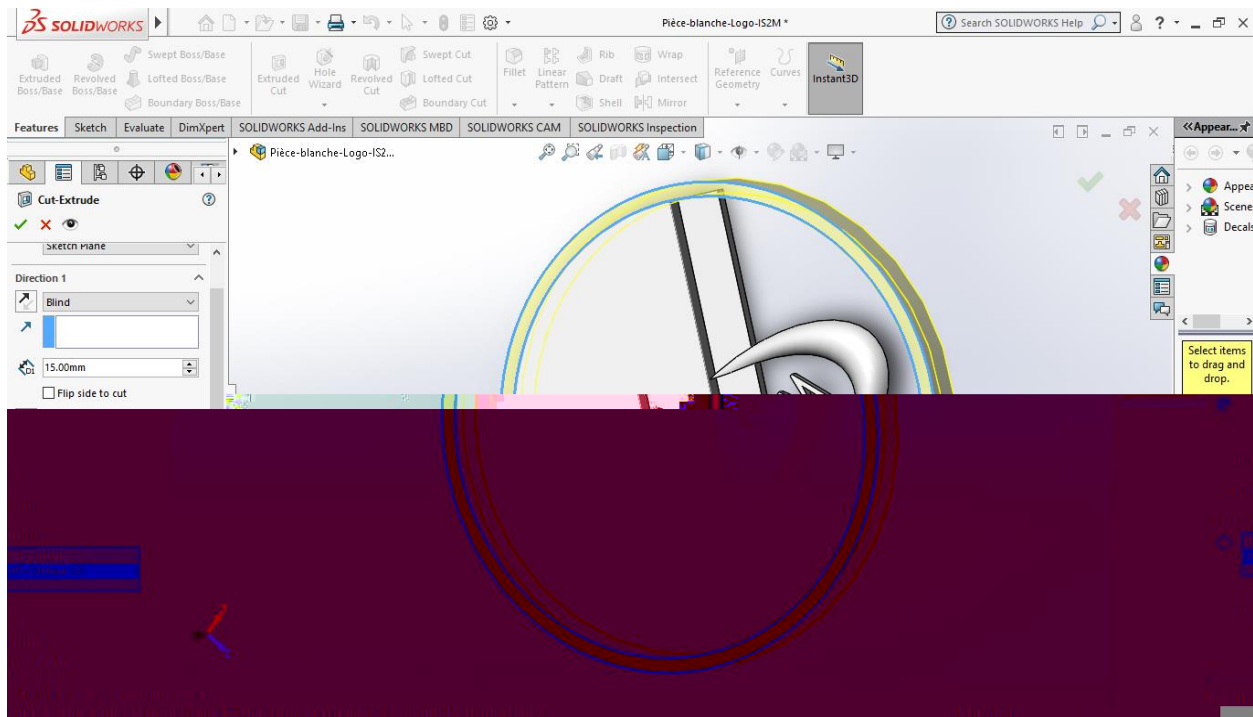 SOLIDWORKS
Pièce-blanche-Logo-IS2M *
Search SOLIDWORKS Help
Extruded Boss/Base
Revolved Boss/Base
Swept Boss/Base
Lofted Boss/Base
Boundary Boss/Base
Extruded Cut
Hole Wizard
Revolved Cut
Swept Cut
Lofted Cut
Boundary Cut
Fillet
Linear Pattern
Rib
Draft
Shell
Wrap
Intersect
Mirror
Reference Geometry
Curves
Instant3D
Features Sketch Evaluate DimXpert SOLIDWORKS Add-Ins SOLIDWORKS MBD SOLIDWORKS CAM SOLIDWORKS Inspection
Pièce-blanche-Logo-IS2...
Cut-Extrude
Sketch Plane
Direction 1
Blind
D1
15.00mm
Flip side to cut
«Appear...
Appea
Scene
Decals
Select items
to drag and
drop.